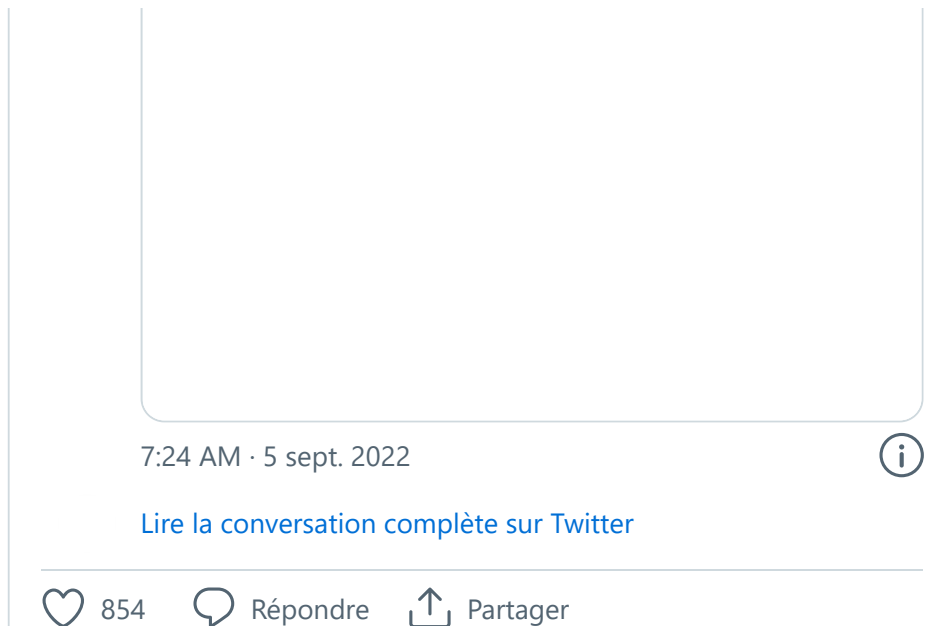 7:24 AM · 5 sept. 2022
Lire la conversation complète sur Twitter
854 Répondre Partager